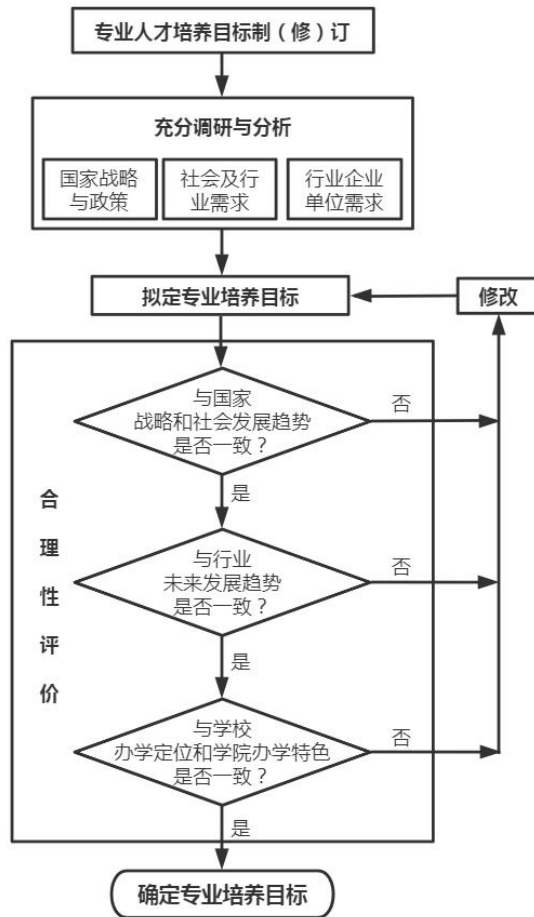 专业人才培养目标制（修）订
充分调研与分析
国家战略
与政策
社会及行
业需求
行业企业
单位需求
拟定专业培养目标
修改
与国家
战略和社会发展趋势
是否一致？
否
是
合
理
性
评
价
与行业
未来发展趋势
是否一致？
否
是
与学校
办学定位和学院办学特色
是否一致？
否
是
确定专业培养目标